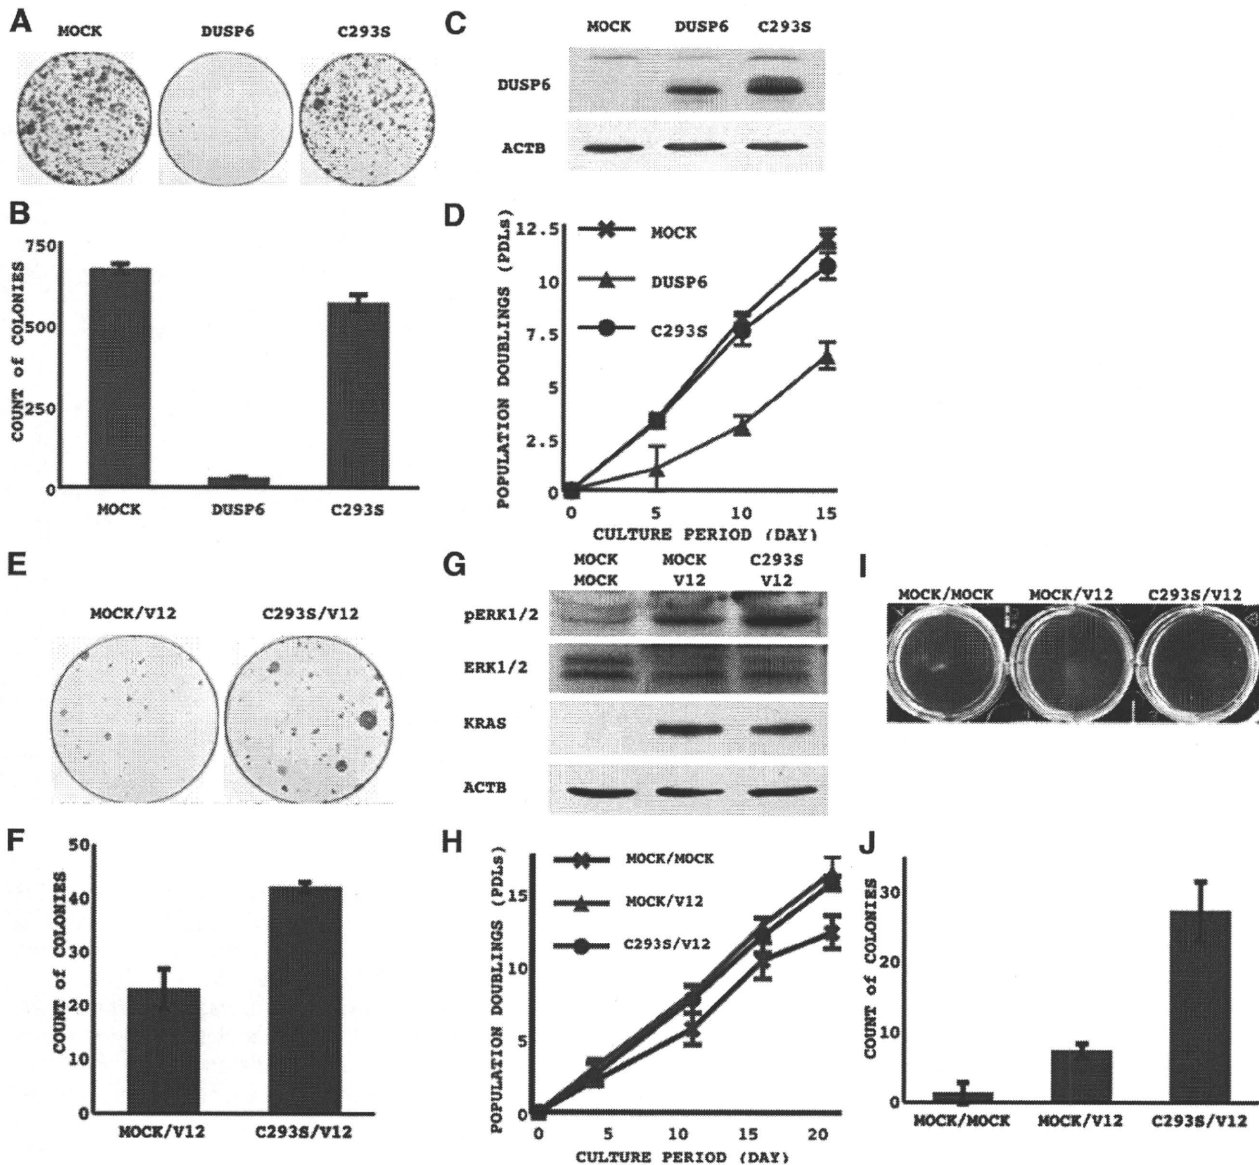 A
MOCK DUSP6 C293S
B
COUNT of COLONIES
750
500
250
0
MOCK DUSP6 C293S
C
MOCK DUSP6 C293S
DUSP6
ACTB
D
POPULATION DOUBLINGS (PDLs)
12.5
10
7.5
5
2.5
0
MOCK
DUSP6
C293S
0 5 10 15
CULTURE PERIOD (DAY)
E
MOCK/V12 C293S/V12
F
COUNT of COLONIES
50
40
30
20
10
0
MOCK/V12 C293S/V12
G
MOCK MOCK C293S
MOCK V12 V12
pERK1/2
ERK1/2
KRAS
ACTB
H
POPULATION DOUBLINGS (PDLs)
15
10
5
0
MOCK/MOCK
MOCK/V12
C293S/V12
0 5 10 15 20
CULTURE PERIOD (DAY)
I
MOCK/MOCK MOCK/V12 C293S/V12
J
COUNT of COLONIES
30
20
10
0
MOCK/MOCK MOCK/V12 C293S/V12